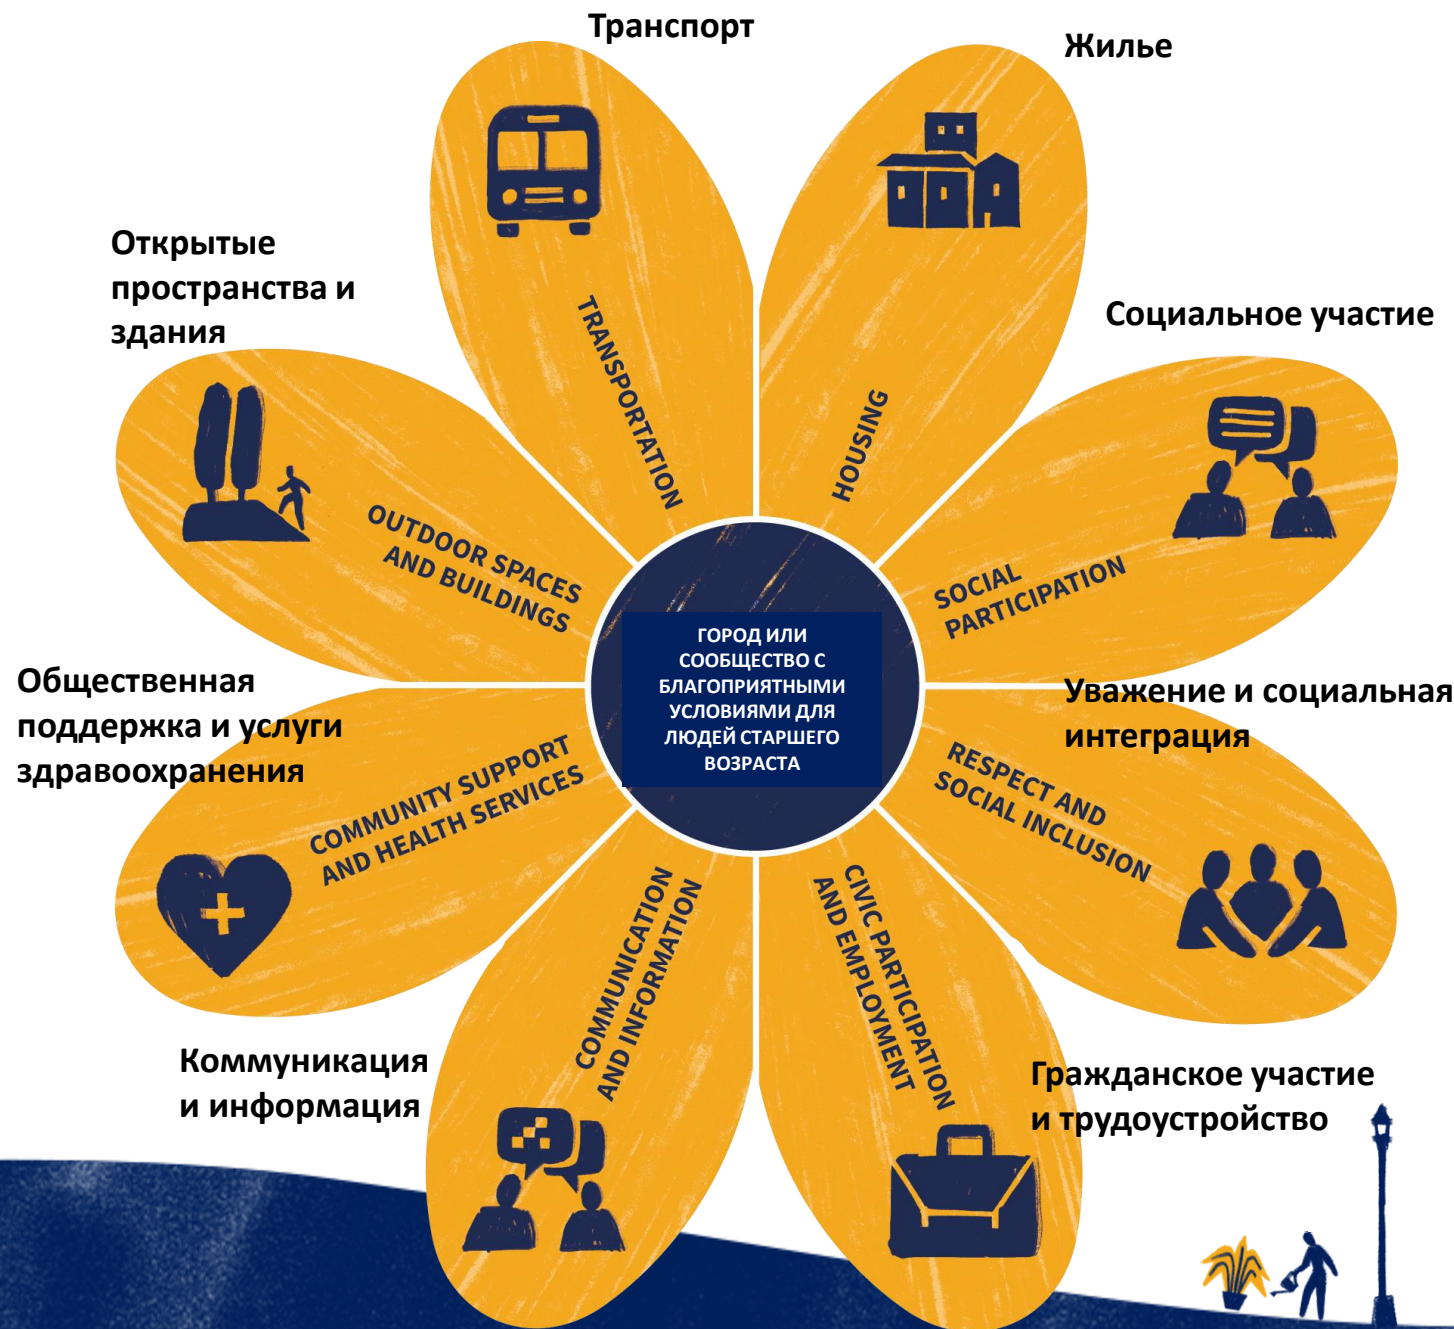 Транспорт
Жилье
Открытые
пространства и
здания
Социальное участие
TRANSPORTATION
HOUSING
OUTDOOR SPACES
AND BUILDINGS
SOCIAL
PARTICIPATION
ГОРОД ИЛИ
СООБЩЕСТВО С
БЛАГОПРИЯТНЫМИ
УСЛОВИЯМИ ДЛЯ
ЛЮДЕЙ СТАРШЕГО
ВОЗРАСТА
Общественная
поддержка и услуги
здравоохранения
Уважение и социальная
интеграция
COMMUNITY SUPPORT
AND HEALTH SERVICES
RESPECT AND
SOCIAL INCLUSION
COMMUNICATION
AND INFORMATION
CIVIC PARTICIPATION
AND EMPLOYMENT
Коммуникация
и информация
Гражданское участие
и трудоустройство